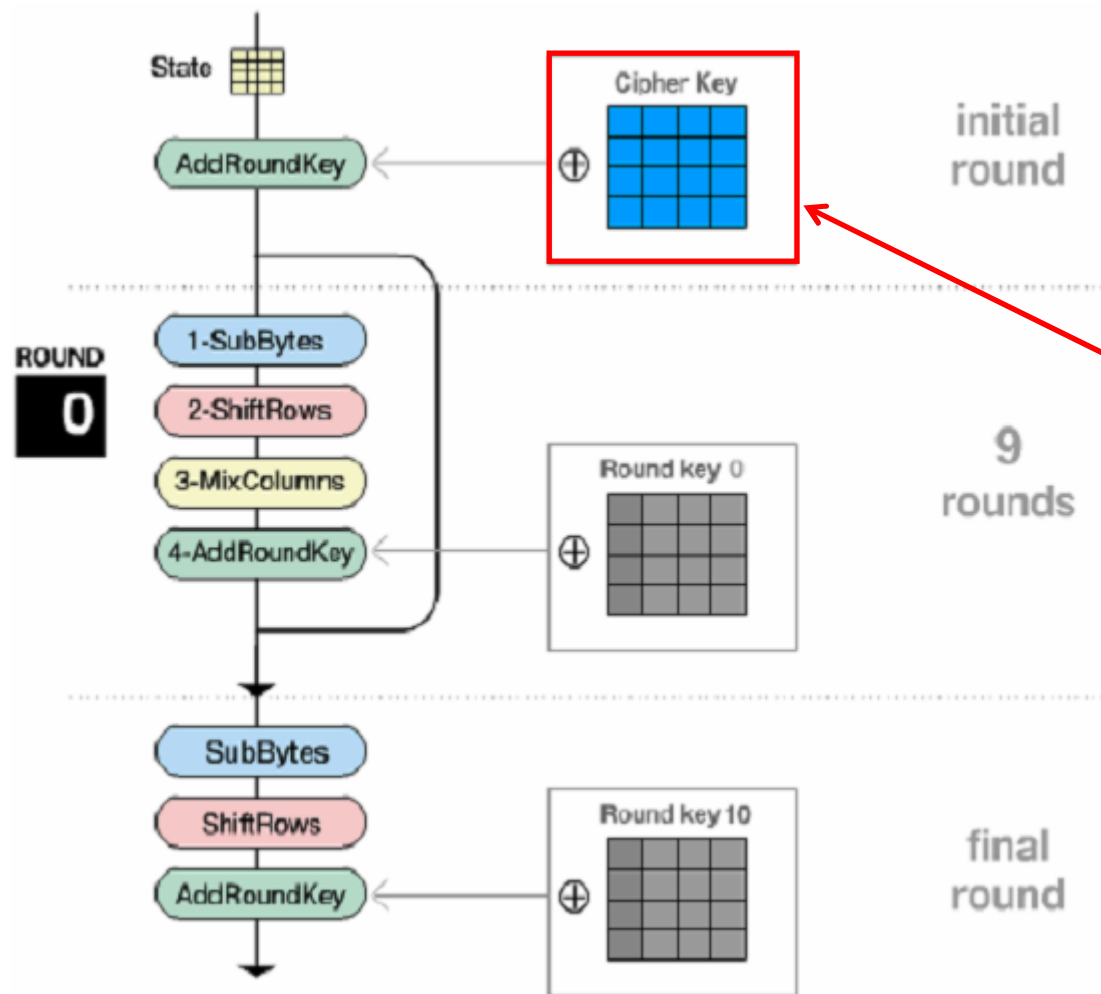 State
Cipher Key
AddRoundKey
initial
round
1-SubBytes
ROUND
0
2-ShiftRows
3-MixColumns
4-AddRoundKey
Round key 0
9
rounds
SubBytes
ShiftRows
AddRoundKey
Round key 10
final
round